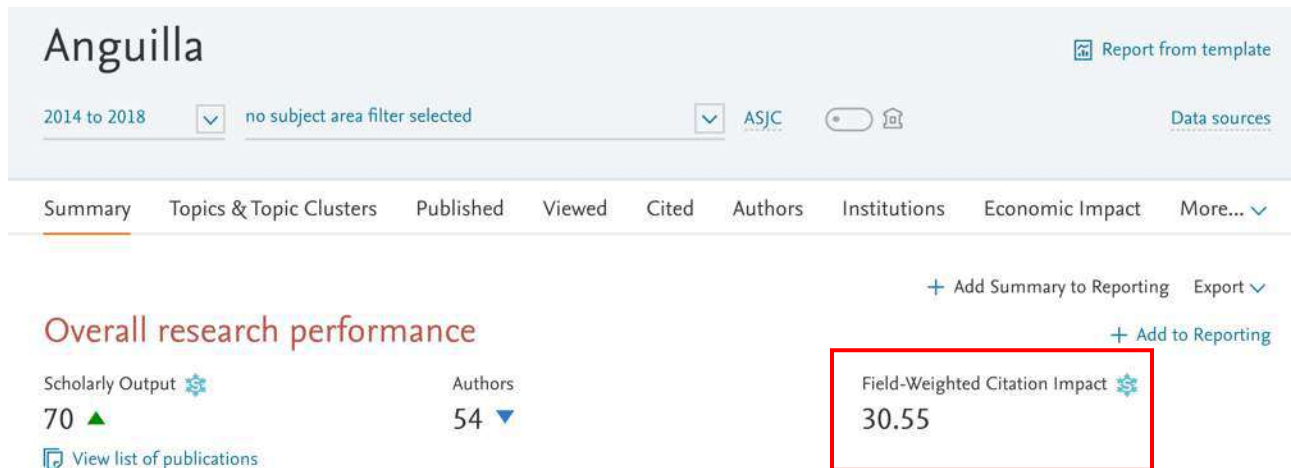 Anguilla
Report from template
2014 to 2018 no subject area filter selected ASJC Data sources
Summary Topics & Topic Clusters Published Viewed Cited Authors Institutions Economic Impact More...
+ Add Summary to Reporting Export
Overall research performance
+ Add to Reporting
Scholarly Output Authors Field-Weighted Citation Impact
70 54 30.55
View list of publications